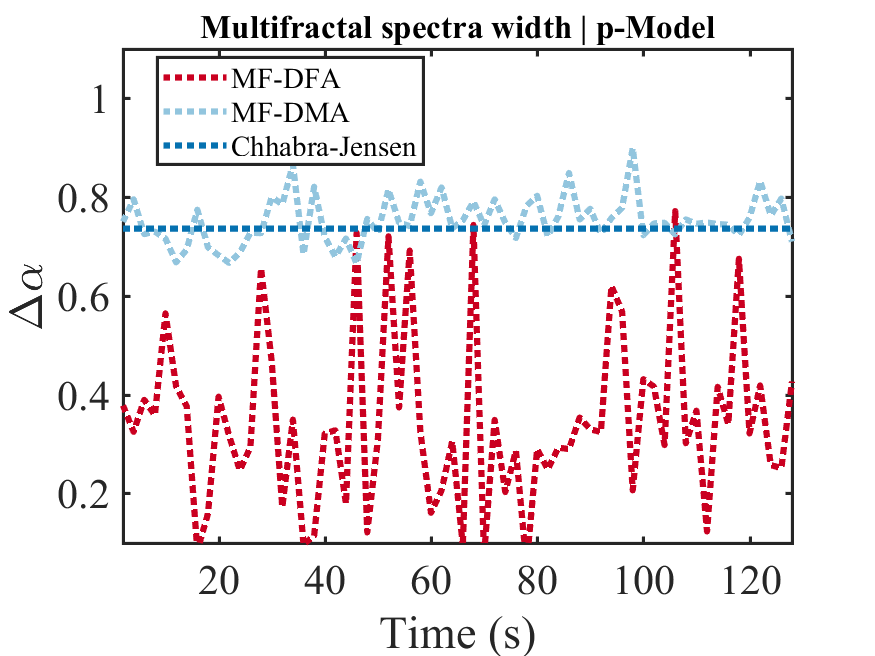 Multifractal spectra width | p-Model
MF-DFA
MF-DMA
Chhabra-Jensen
1
0.8
0.6
0.4
0.2
Δα
20 40 60 80 100 120
Time (s)